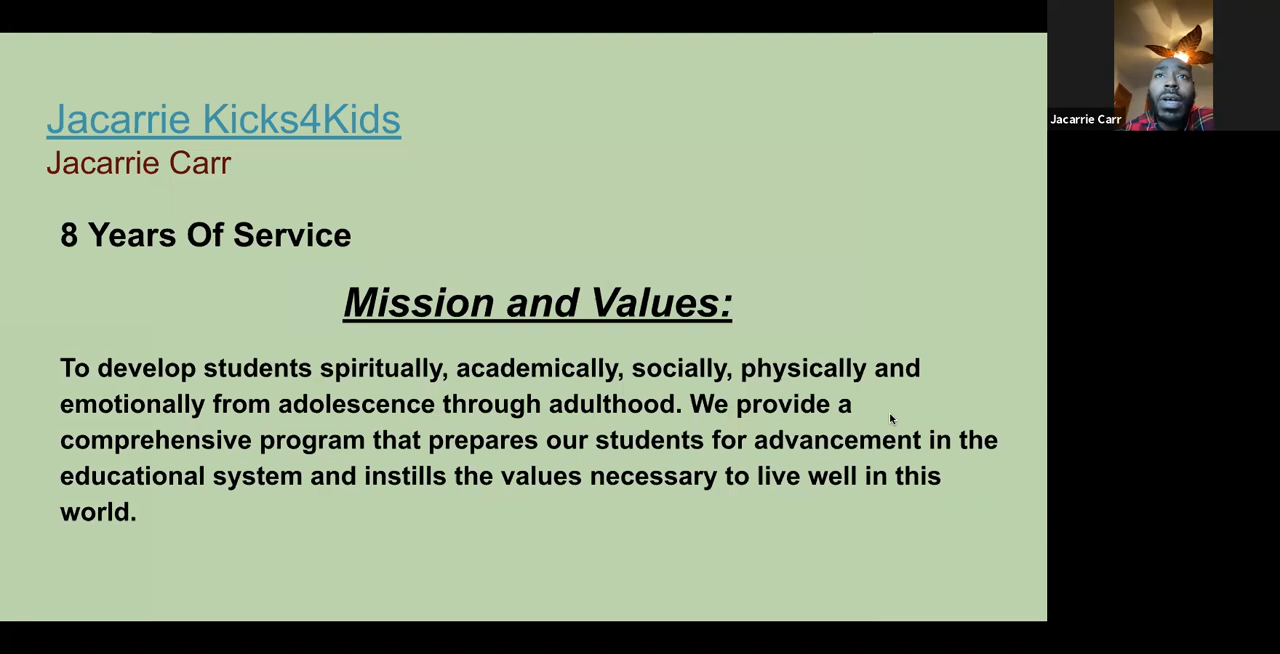 Jacarrie Kicks4Kids
Jacarrie Carr
8 Years Of Service
Mission and Values:
To develop students spiritually, academically, socially, physically and
emotionally from adolescence through adulthood. We provide a
comprehensive program that prepares our students for advancement in the
educational system and instills the values necessary to live well in this
world.
Jacarrie Carr